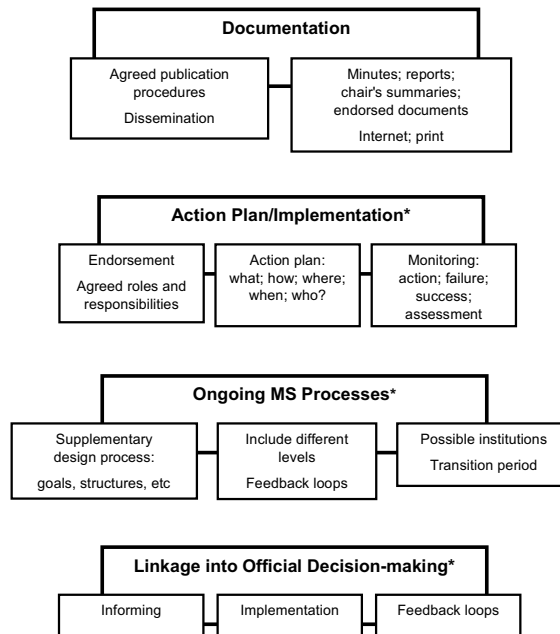 Documentation
Agreed publication
procedures
Dissemination
Minutes; reports;
chair's summaries;
endorsed documents
Internet; print
Action Plan/Implementation*
Endorsement
Agreed roles and
responsibilities
Action plan:
what; how; where;
when; who?
Monitoring:
action; failure;
success;
assessment
Ongoing MS Processes*
Supplementary
design process:
goals, structures, etc
Include different
levels
Feedback loops
Possible institutions
Transition period
Linkage into Official Decision-making*
Informing
Implementation
Feedback loops